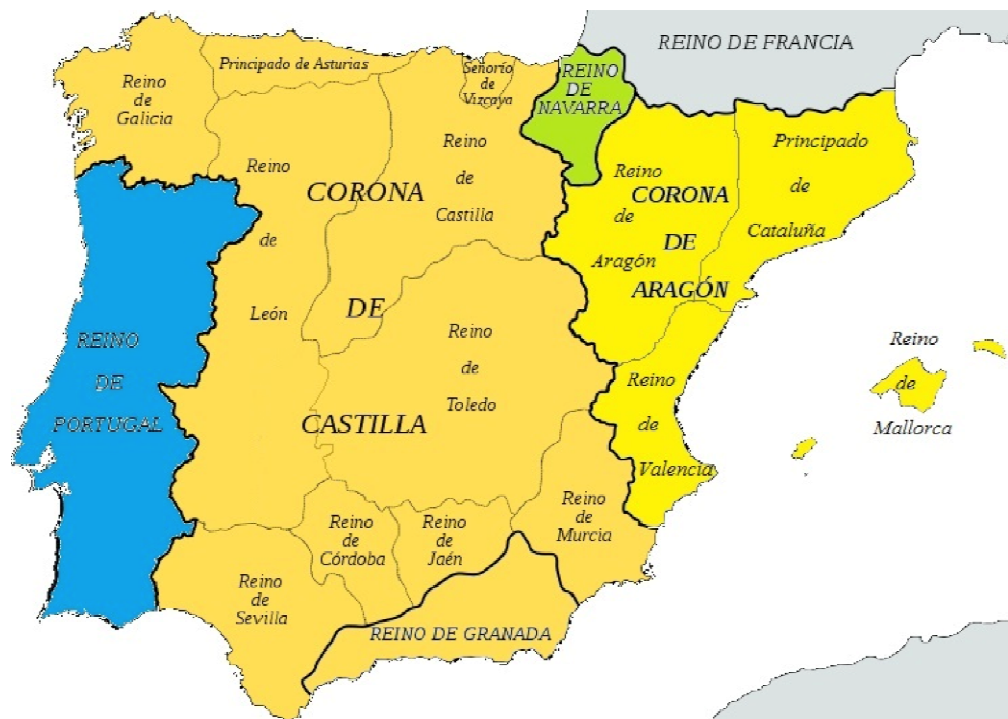 REINO DE FRANCIA
Principado de Asturias
Reino
de
Galicia
Señorío
de
Vizcaya
REINO
DE
NAVARRA
Reino
de
León
Reino
de
Castilla
CORONA
DE
CASTILLA
Reino
de
Aragón
CORONA
DE
ARAGÓN
Principado
de
Cataluña
REINO
DE
PORTUGAL
Reino
de
Toledo
Reino
de
Valencia
Reino
de
Mallorca
Reino
de
Murcia
Reino
de
Córdoba
Reino
de
Jaén
Reino
de
Sevilla
REINO DE GRANADA